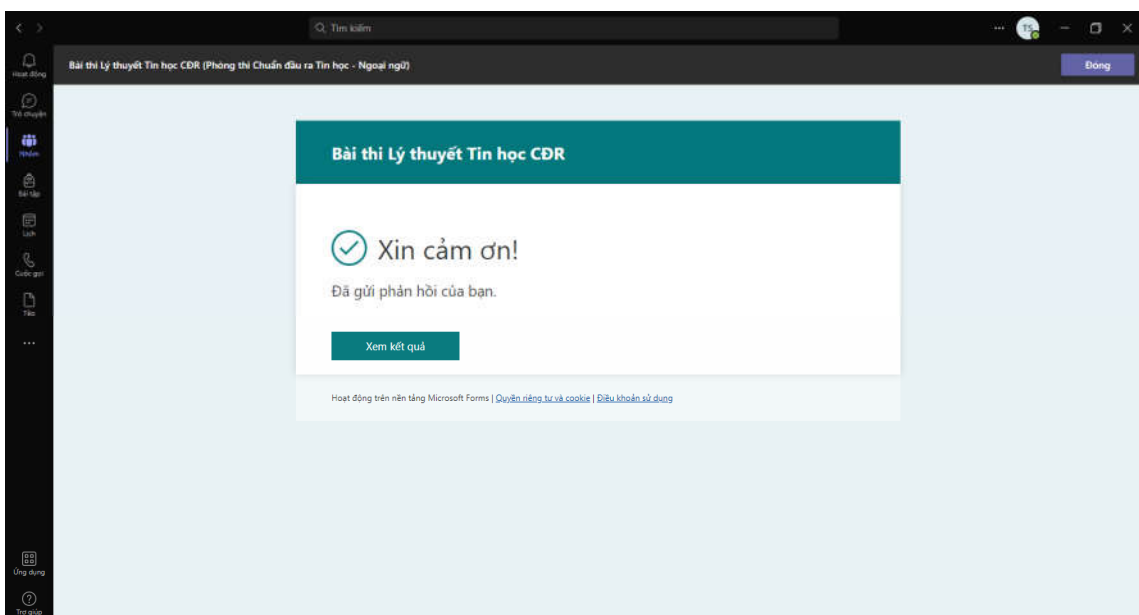 Tìm kiếm
TS
Hoạt động
Bài thi Lý thuyết Tin học CĐR (Phòng thi Chuẩn đầu ra Tin học - Ngoại ngữ)
Đóng
Trò chuyện
Nhóm
Bài tập
Lịch
Cuộc gọi
Tệp
Bài thi Lý thuyết Tin học CĐR
Xin cảm ơn!
Đã gửi phản hồi của bạn.
Xem kết quả
Hoạt động trên nền tảng Microsoft Forms | Quyền riêng tư và cookie | Điều khoản sử dụng
Ứng dụng
Trợ giúp